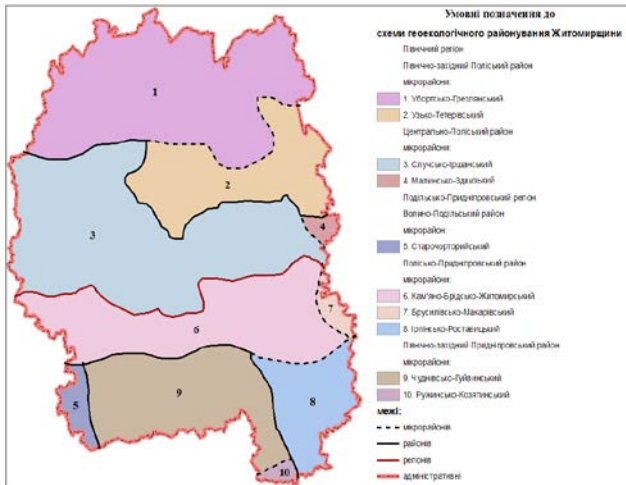 Умовні позначення до
схеми геоекологічного районування Житомирщини
Північний регіон
Північно-західний Поліський район
мікрорайони:
1. Убортсько-Грезлянський
2. Узько-Тетерівський
Центрально-Поліський район
мікрорайони:
3. Случсько-Іршанський
4. Малинсько-Здвизький
Подільсько-Придніпровський регіон
Волино-Подільський район
мікрорайон
5. Старочорторийський
Полісько-Придніпровський район
мікрорайони:
6. Кам'яно-Брідсько-Житомирський
7. Брусилівсько-Макарівський
8. Ірпінсько-Роставицький
Північно-західний Придніпровський район
мікрорайони:
9. Чуднівсько-Гуйвинський
10. Ружинсько-Козятинський
межі:
мікрорайонів
районів
регіонів
адміністративні
1
2
3
4
7
6
5
9
8
10